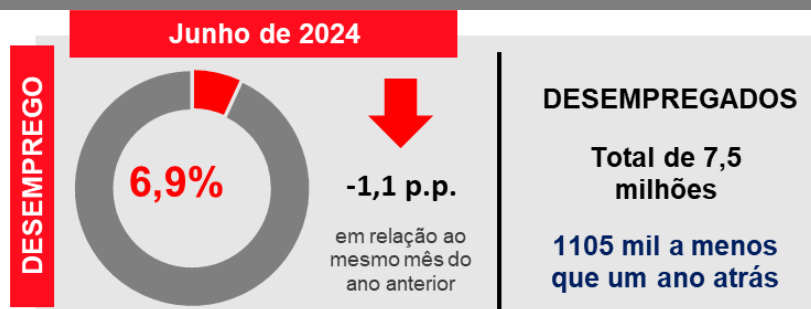 Junho de 2024
DESEMPREGO
6,9%
-1,1 p.p.
em relação ao
mesmo mês do
ano anterior
DESEMPREGADOS
Total de 7,5
milhões
1105 mil a menos
que um ano atrás